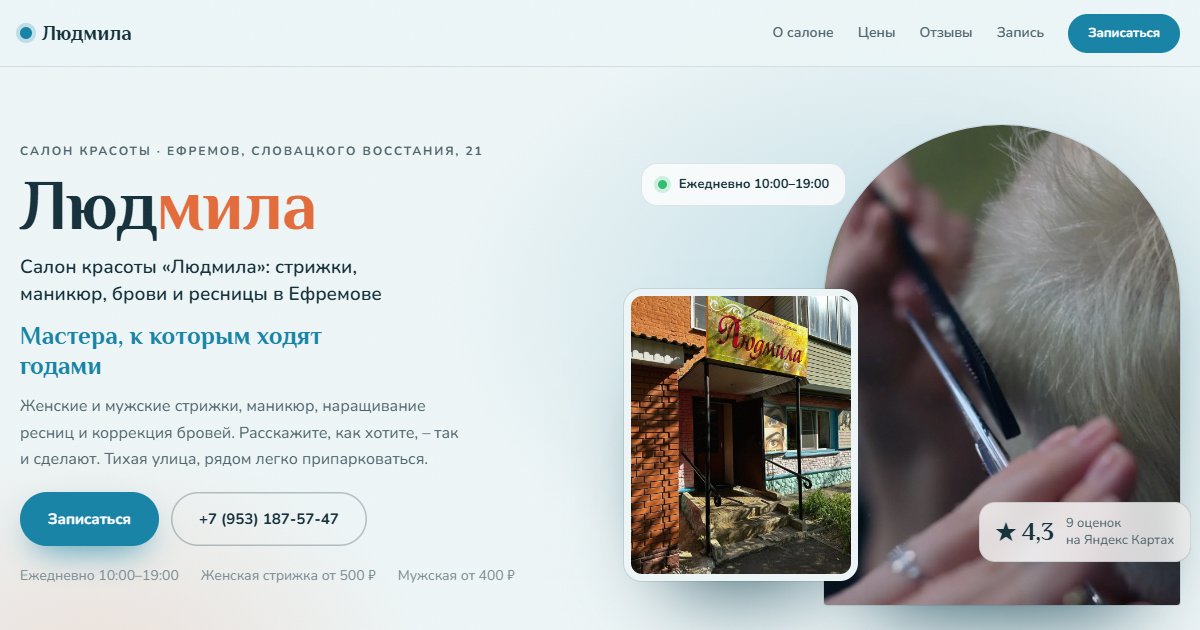 Людмила
О салоне
Цены
Отзывы
Запись
Записаться
САЛОН КРАСОТЫ · ЕФРЕМОВ, СЛОВАЦКОГО ВОССТАНИЯ, 21
Людмила
Салон красоты «Людмила»: стрижки,
маникюр, брови и ресницы в Ефремове
Мастера, к которым ходят
годами
Женские и мужские стрижки, маникюр, наращивание
ресниц и коррекция бровей. Расскажите, как хотите, – так
и сделают. Тихая улица, рядом легко припарковаться.
Записаться
+7 (953) 187-57-47
Ежедневно 10:00–19:00
Женская стрижка от 500 ₽
Мужская от 400 ₽
Ежедневно 10:00–19:00
Людмила
★ 4,3
9 оценок
на Яндекс Картах